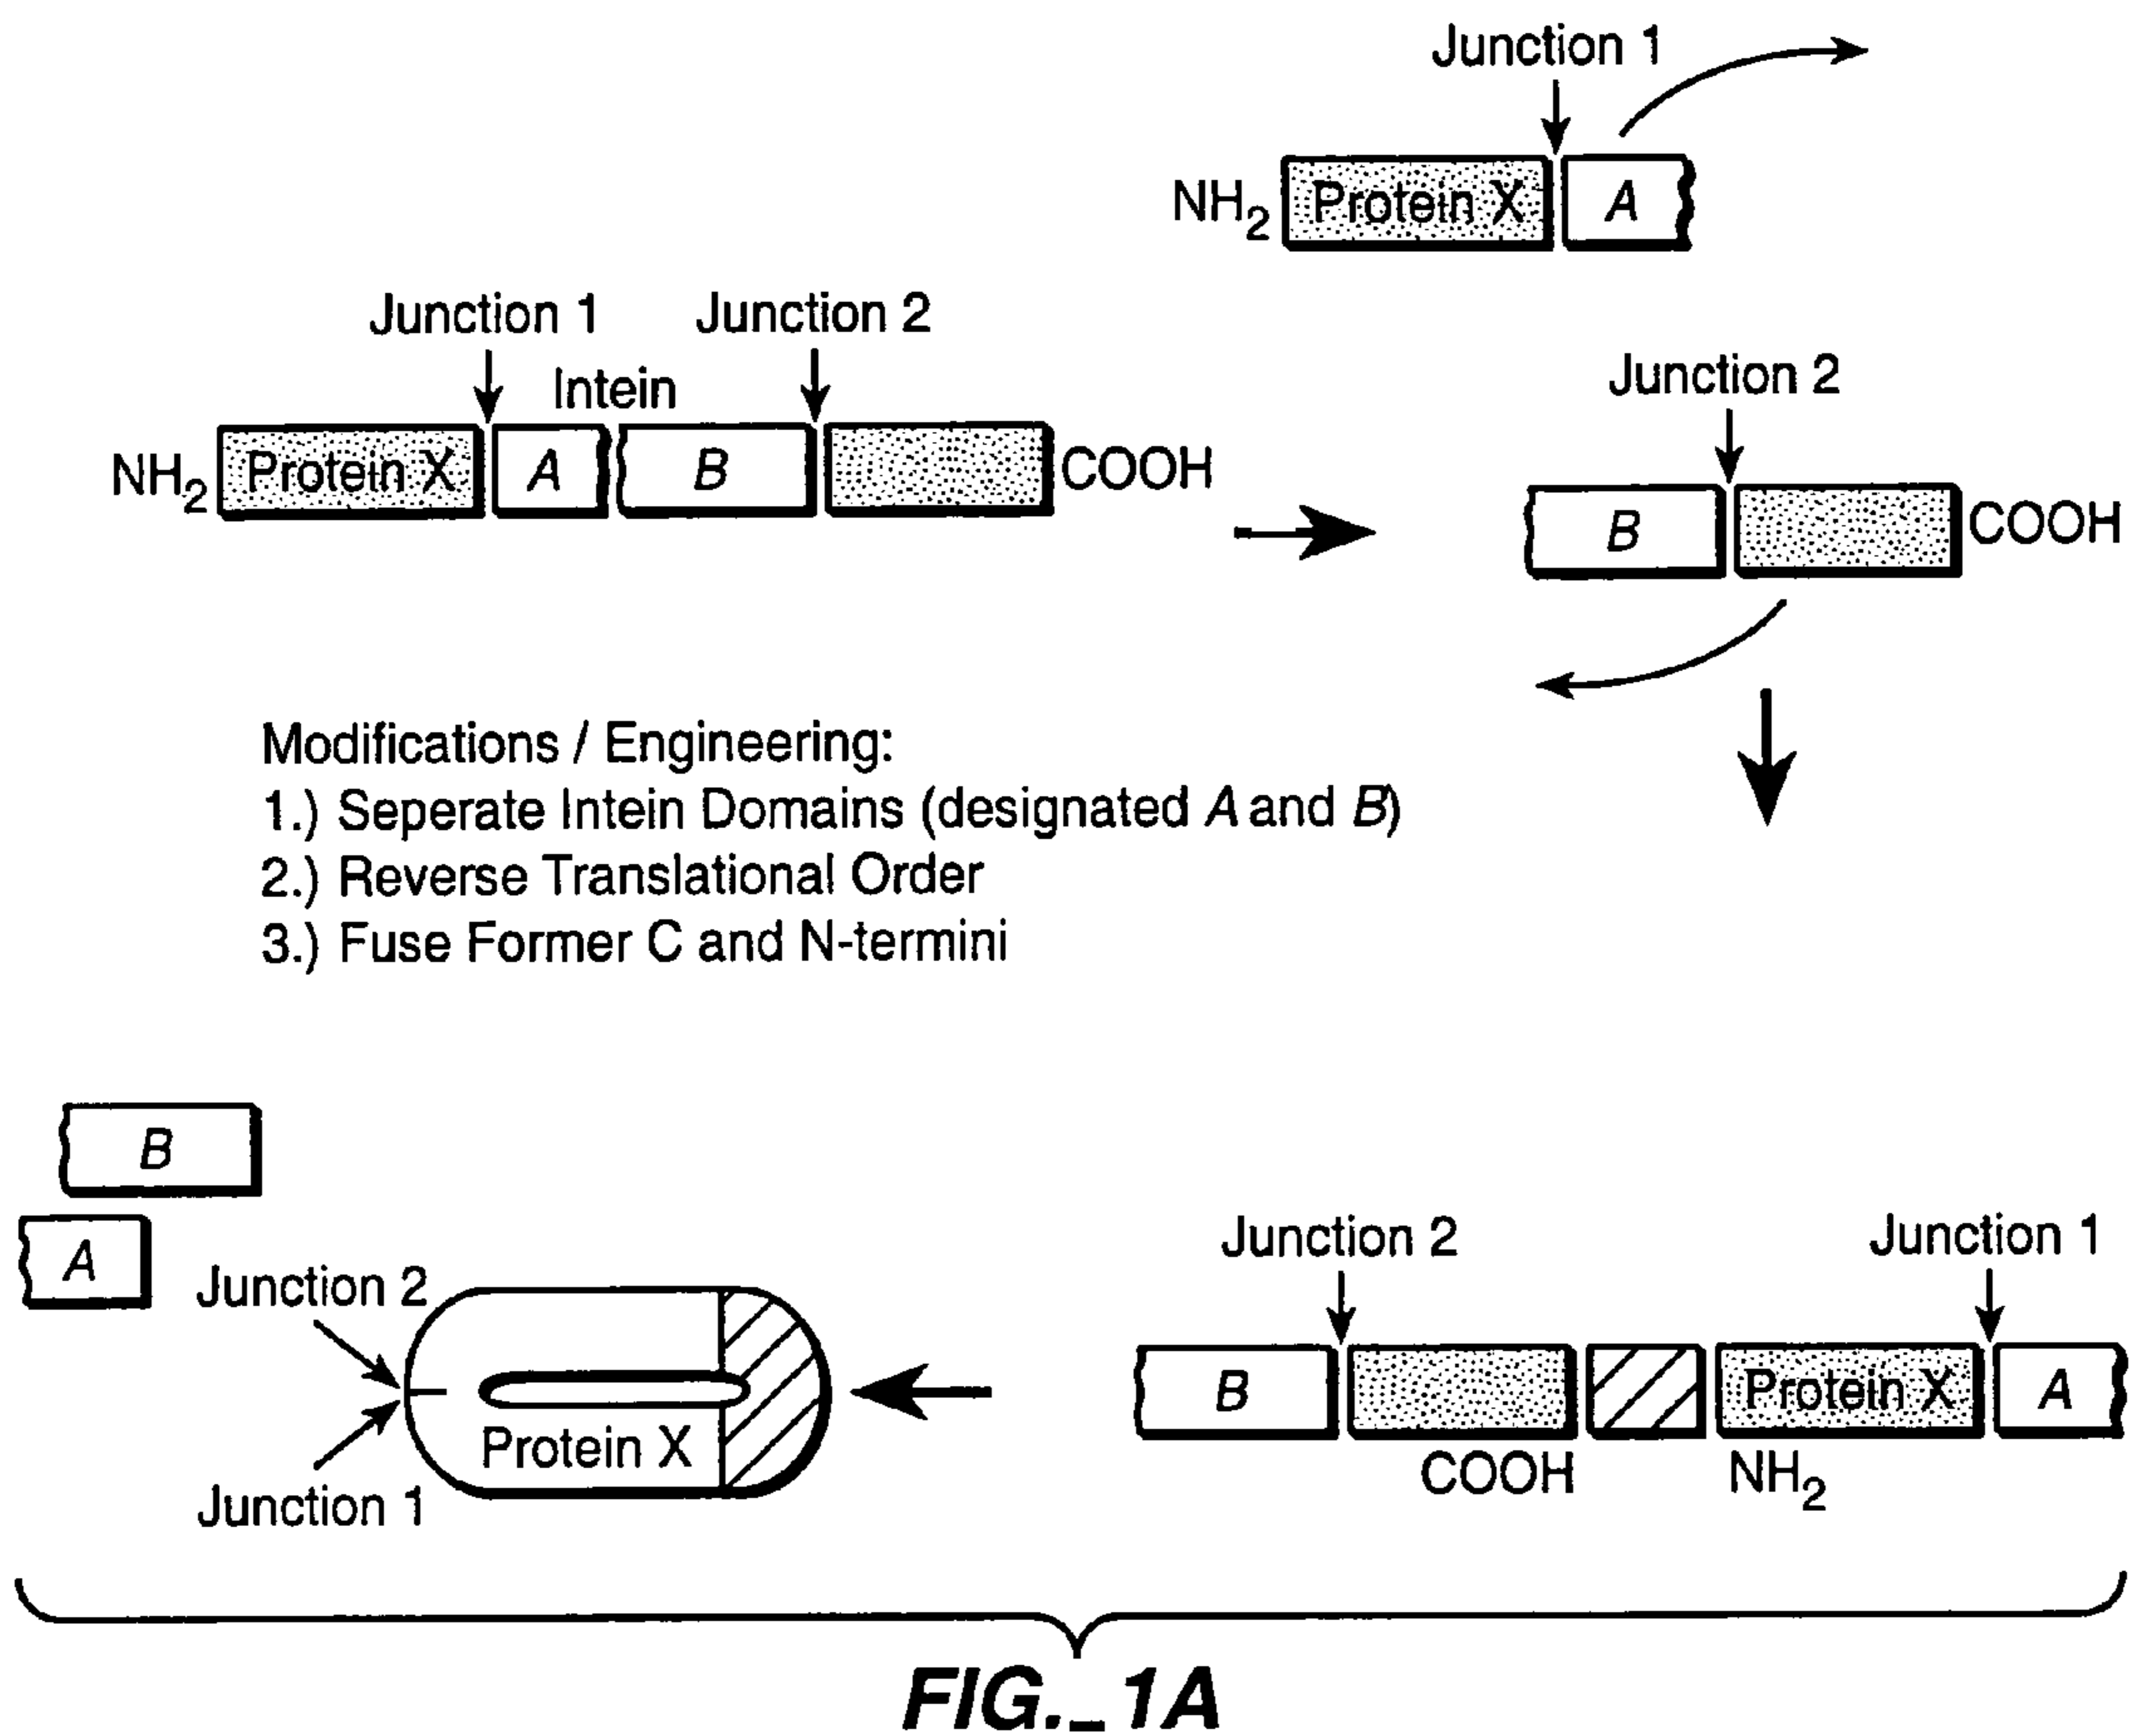 Junction 1
NH2 Protein X A
Junction 1 Junction 2
Intein
NH2 Protein X A B COOH
Junction 2
B COOH
Modifications / Engineering:
1.) Seperate Intein Domains (designated A and B)
2.) Reverse Translational Order
3.) Fuse Former C and N-termini
B
A
Junction 2
Protein X
Junction 1
Junction 2 Junction 1
B Protein X A
COOH NH2
FIG._1A